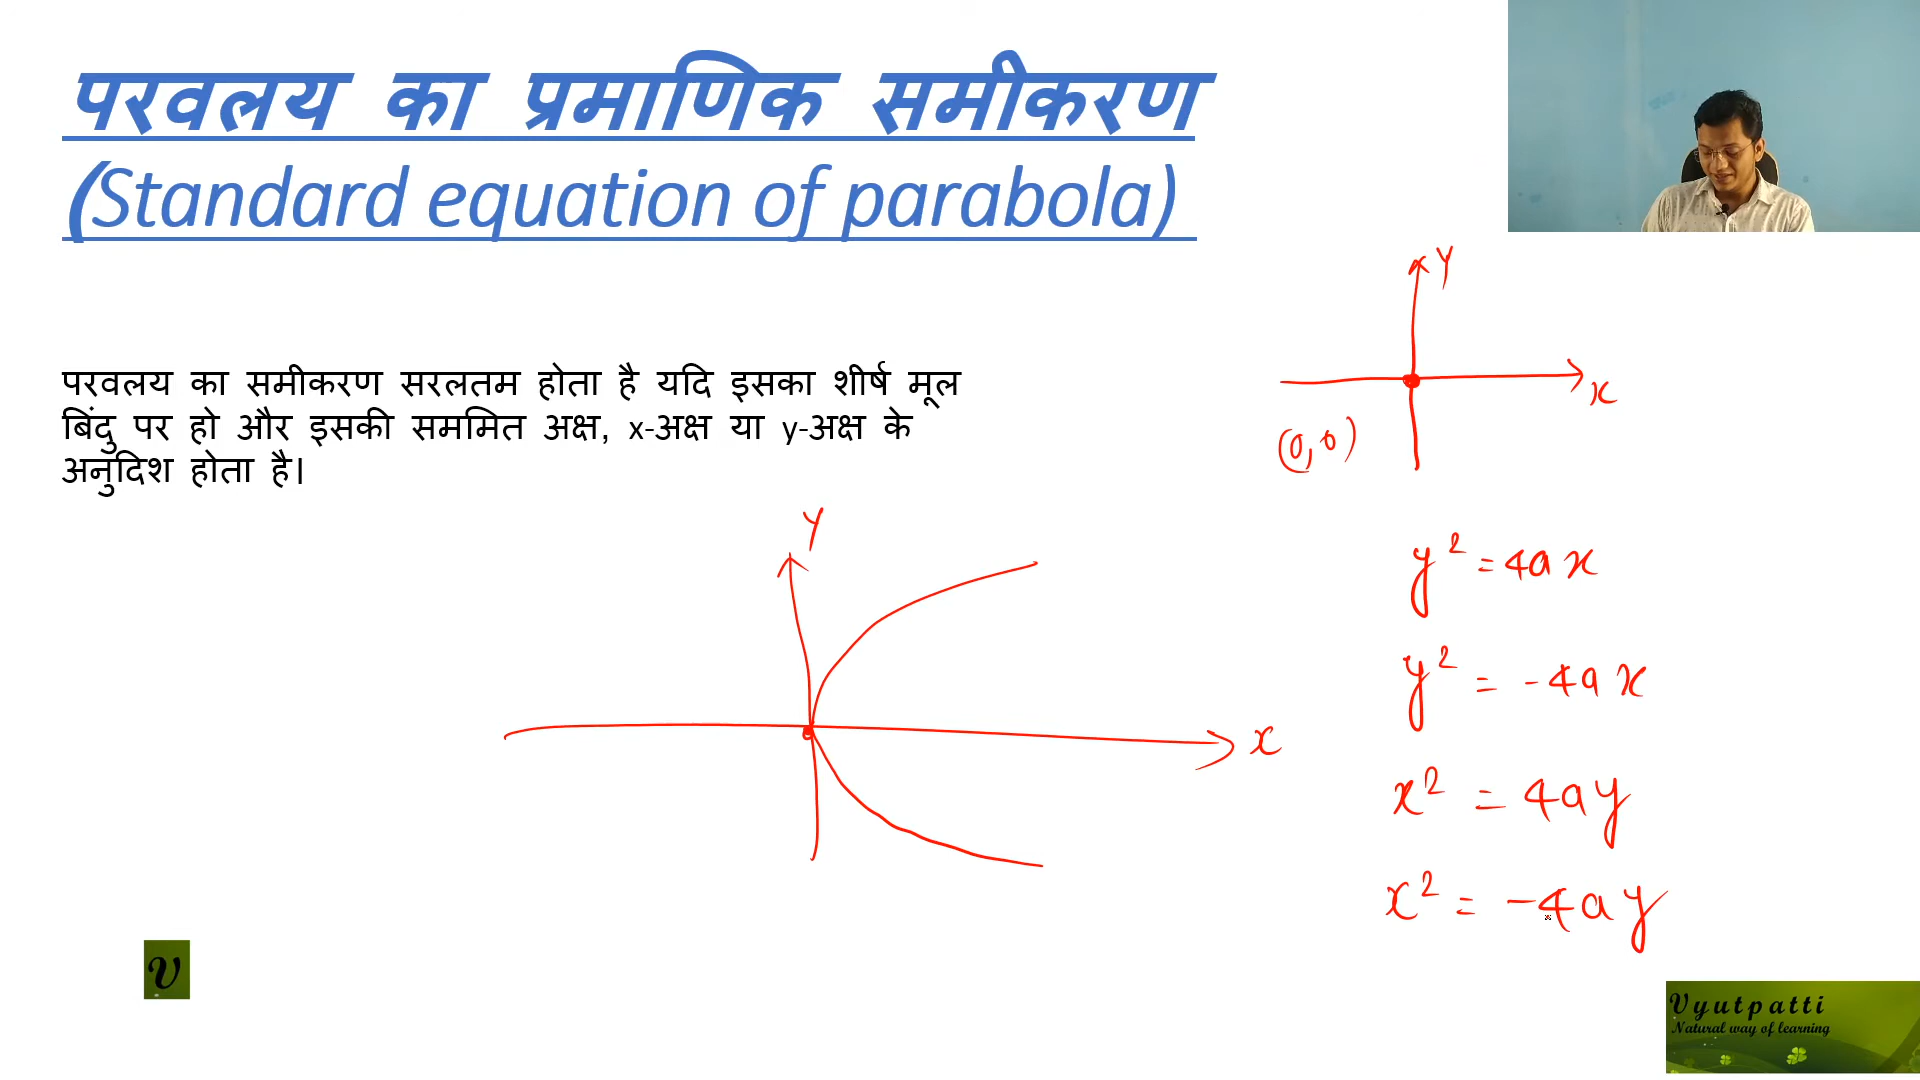 परवलय का प्रमाणिक समीकरण
(Standard equation of parabola)
परवलय का समीकरण सरलतम होता है यदि इसका शीर्ष मूल
बिंदु पर हो और इसकी सममित अक्ष, x-अक्ष या y-अक्ष के
अनुदिश होता है।
y
x
(0,0)
y
x
y² = 4ax
y² = -4ax
x² = 4ay
x² = -4ay
v
Vyutpatti
Natural way of learning